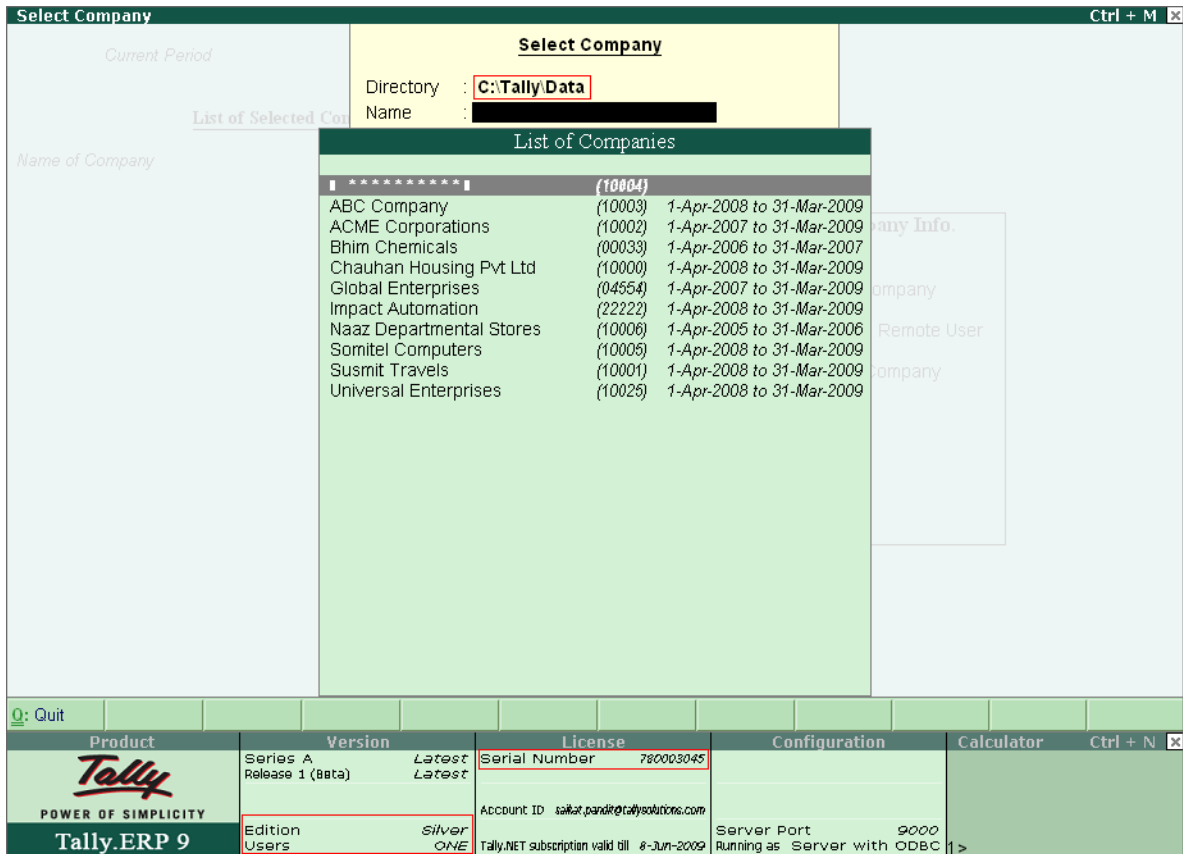 Select Company Ctrl + M
Select Company
Current Period
Directory : C:\Tally\Data
Name :
List of Selected Com
Name of Company
List of Companies
* * * * * * * * * * (10004)
ABC Company (10003) 1-Apr-2008 to 31-Mar-2009
ACME Corporations (10002) 1-Apr-2007 to 31-Mar-2009
Bhim Chemicals (00033) 1-Apr-2006 to 31-Mar-2007
Chauhan Housing Pvt Ltd (10000) 1-Apr-2008 to 31-Mar-2009
Global Enterprises (04554) 1-Apr-2007 to 31-Mar-2009
Impact Automation (22222) 1-Apr-2008 to 31-Mar-2009
Naaz Departmental Stores (10006) 1-Apr-2005 to 31-Mar-2006
Somitel Computers (10005) 1-Apr-2008 to 31-Mar-2009
Susmit Travels (10001) 1-Apr-2008 to 31-Mar-2009
Universal Enterprises (10025) 1-Apr-2008 to 31-Mar-2009
pany Info.
ompany
Remote User
Company
Q: Quit
Product Version License Configuration Calculator Ctrl + N
Tally
POWER OF SIMPLICITY
Tally.ERP 9
Series A Latest
Release 1 (Beta) Latest
Edition Silver
Users ONE
Serial Number 780003045
Account ID saikat.pandit@tallysolutions.com
Tally.NET subscription valid till 8-Jun-2009
Server Port 9000
Running as Server with ODBC
1 >